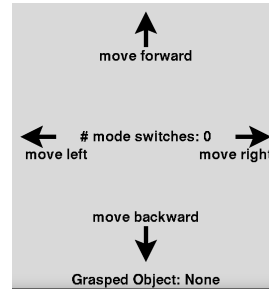 move forward
# mode switches: 0
move left
move right
move backward
Grasped Object: None